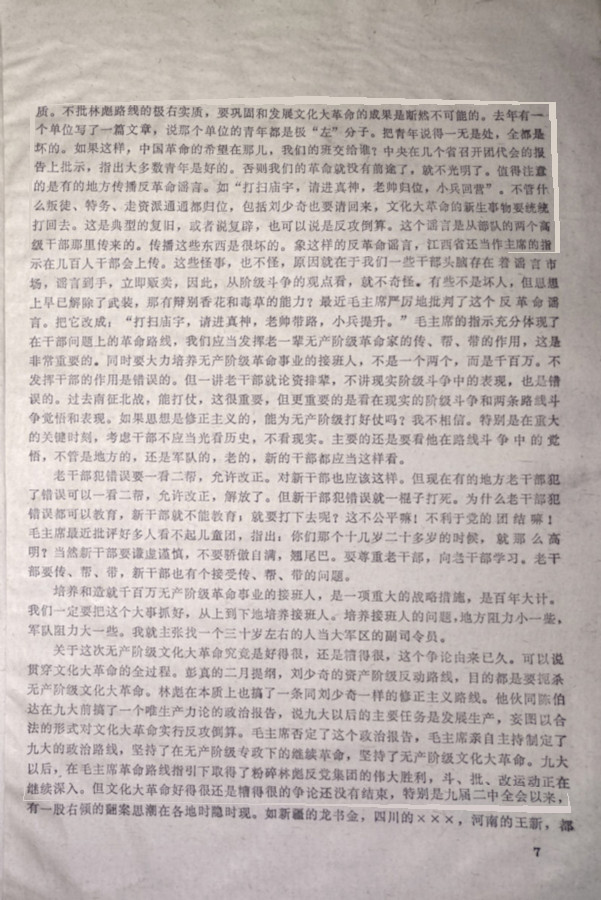 质。不批林彪路线的极右实质，要巩固和发展文化大革命的成果是断然不可能的。去年有一
个单位写了一篇文章，说那个单位的青年都是极“左”分子。把青年说得一无是处，全都是
坏的。如果这样，中国革命的希望在那儿，我们的班交给谁？中央在几个省召开团代会的报
告上批示，指出大多数青年是好的。否则我们的革命就没有前途了，就不光明了。值得注意
的是有的地方传播反革命谣言。如“打扫庙宇，请进真神，老帅归位，小兵回营”。不管什
么叛徒、特务、走资派通通都归位，包括刘少奇也要请回来，文化大革命的新生事物要统统
打回去。这是典型的复旧，或者说复辟，也可以说是反攻倒算。这个谣言是从部队的两个高
级干部那里传来的。传播这些东西是很坏的。象这样的反革命谣言，江西省还当作主席的指
示在几百人干部会上传。这些怪事，也不怪，原因就在于我们一些干部头脑存在着谣言市
场，谣言到手，立即贩卖，因此，从阶级斗争的观点看，就不奇怪。有些不是坏人，但思想
上早已解除了武装，那有辩别香花和毒草的能力？最近毛主席严厉地批判了这个反革命谣
言。把它改成：“打扫庙宇，请进真神，老帅带路，小兵提升。”毛主席的指示充分体现了
在干部问题上的革命路线，我们应当发挥老一辈无产阶级革命家的传、帮、带的作用，这是
非常重要的。同时要大力培养无产阶级革命事业的接班人，不是一个两个，而是千百万。不
发挥干部的作用是错误的。但一讲老干部就论资排辈，不讲现实阶级斗争中的表现，也是错
误的。过去南征北战，能打仗，这很重要，但更重要的是看在现实的阶级斗争和两条路线斗
争觉悟和表现。如果思想是修正主义的，能为无产阶级打好仗吗？我不相信。特别是在重大
的关键时刻，考虑干部不应当光看历史，不看现实。主要的还是要看他在路线斗争中的觉
悟，不管是地方的，还是军队的，老的，新的干部都应当这样看。
老干部犯错误要一看二帮，允许改正。对新干部也应该这样。但现在有的地方老干部犯
了错误可以一看二帮，允许改正，解放了。但新干部犯错误就一棍子打死。为什么老干部犯
错误都可以教育，新干部就不能教育；就要打下去呢？这不公平嘛！不利于党的团结嘛！
毛主席最近批评好多人看不起儿童团，指出：你们那个十几岁二十多岁的时候，就那么高
明？当然新干部要谦虚谨慎，不要骄傲自满，翘尾巴。要尊重老干部，向老干部学习。老干
部要传、帮、带，新干部也有个接受传、帮、带的问题。
培养和造就千百万无产阶级革命事业的接班人，是一项重大的战略措施，是百年大计。
我们一定要把这个大事抓好，从上到下地培养接班人。培养接班人的问题，地方阻力小一些，
军队阻力大一些。我就主张找一个三十岁左右的人当大军区的副司令员。
关于这次无产阶级文化大革命究竟是好得很，还是糟得很，这个争论由来已久。可以说
贯穿文化大革命的全过程。彭真的二月提纲，刘少奇的资产阶级反动路线，目的都是要扼杀
无产阶级文化大革命。林彪在本质上也搞了一条同刘少奇一样的修正主义路线。他伙同陈伯
达在九大前搞了一个唯生产力论的政治报告，说九大以后的主要任务是发展生产，妄图以合
法的形式对文化大革命实行反攻倒算。毛主席否定了这个政治报告，毛主席亲自主持制定了
九大的政治路线，坚持了在无产阶级专政下的继续革命，坚持了无产阶级文化大革命。九大
以后，在毛主席革命路线指引下取得了粉碎林彪反党集团的伟大胜利，斗、批、改运动正在
继续深入。但文化大革命好得很还是糟得很的争论还没有结束，特别是九届二中全会以来，
有一股右倾的翻案思潮在各地时隐时现。如新疆的龙书金，四川的×××，河南的王新，都
7